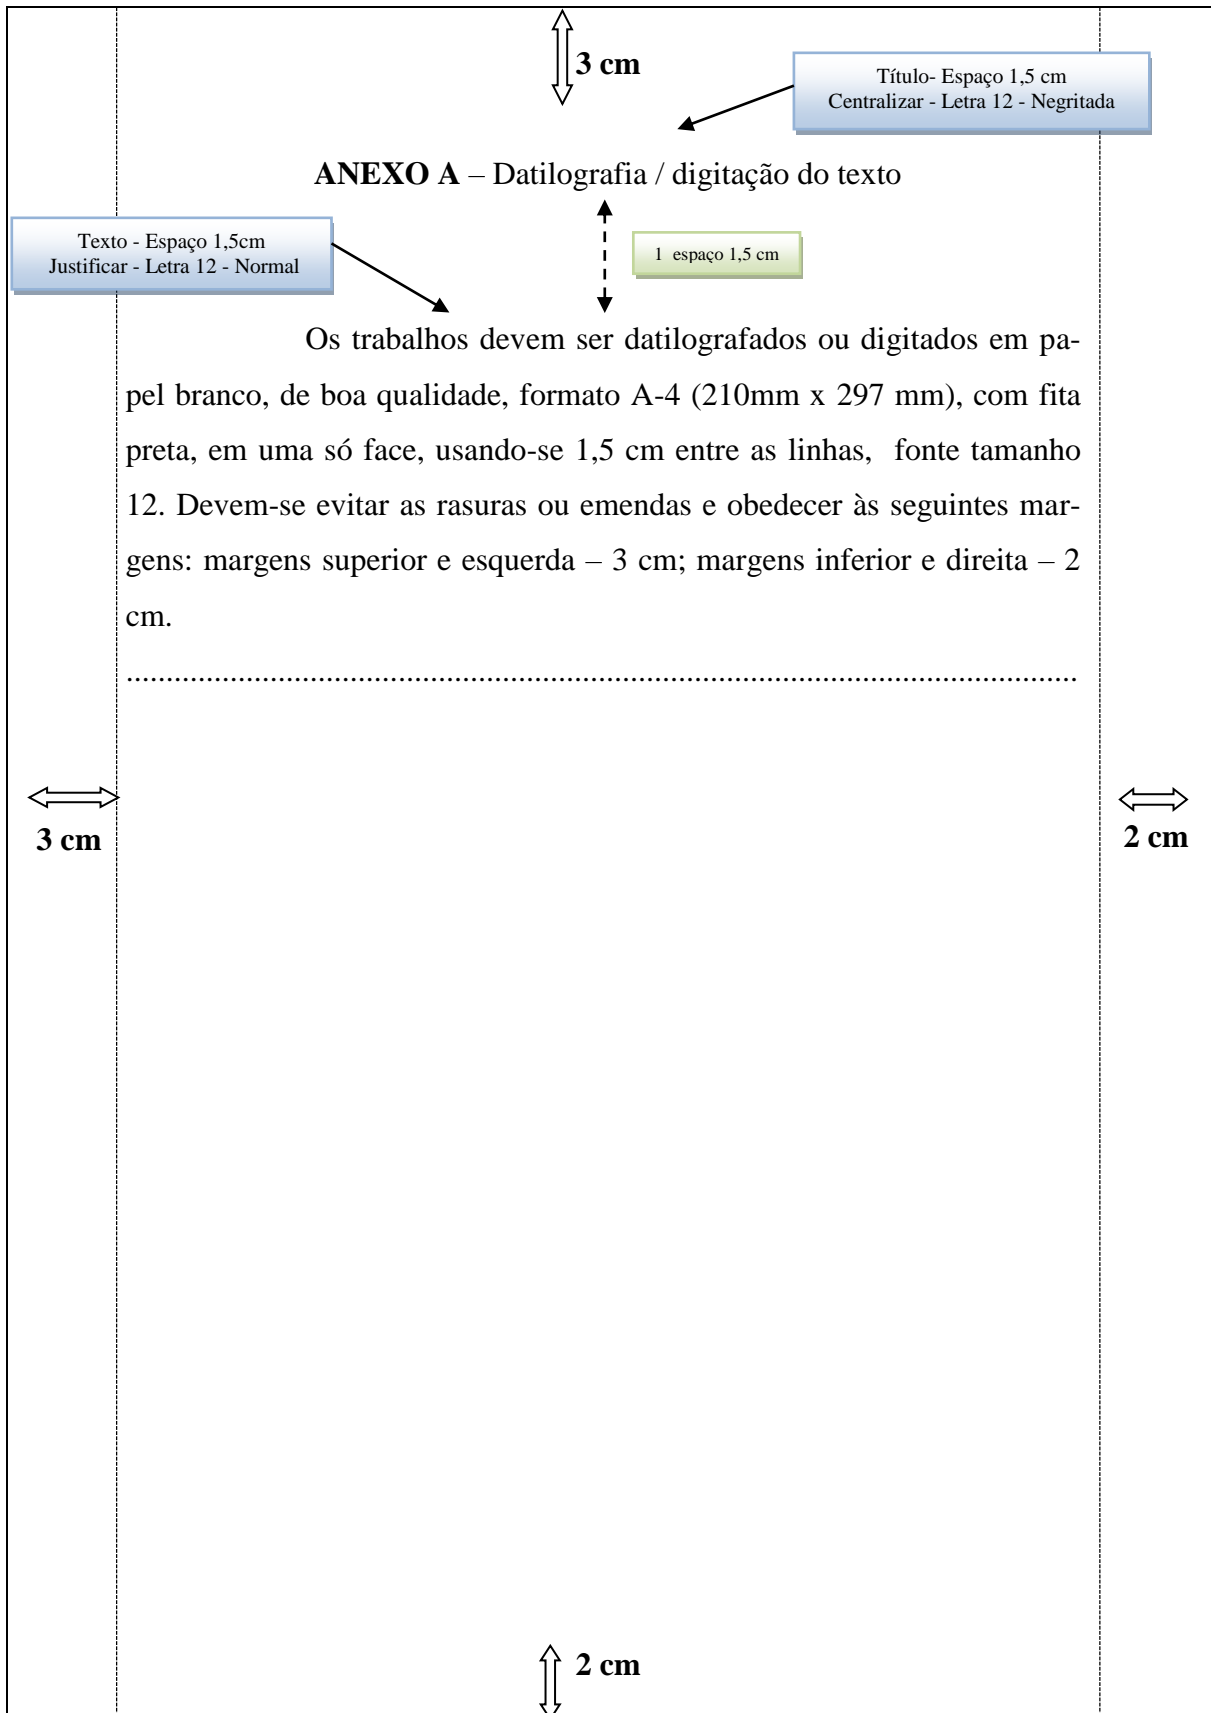 3 cm
Título- Espaço 1,5 cm
Centralizar - Letra 12 - Negritada
ANEXO A – Datilografia / digitação do texto
Texto - Espaço 1,5cm
Justificar - Letra 12 - Normal
1 espaço 1,5 cm
Os trabalhos devem ser datilografados ou digitados em pa-
pel branco, de boa qualidade, formato A-4 (210mm x 297 mm), com fita
preta, em uma só face, usando-se 1,5 cm entre as linhas, fonte tamanho
12. Devem-se evitar as rasuras ou emendas e obedecer às seguintes mar-
gens: margens superior e esquerda – 3 cm; margens inferior e direita – 2
cm.
.......................................................................................................................
3 cm
2 cm
2 cm